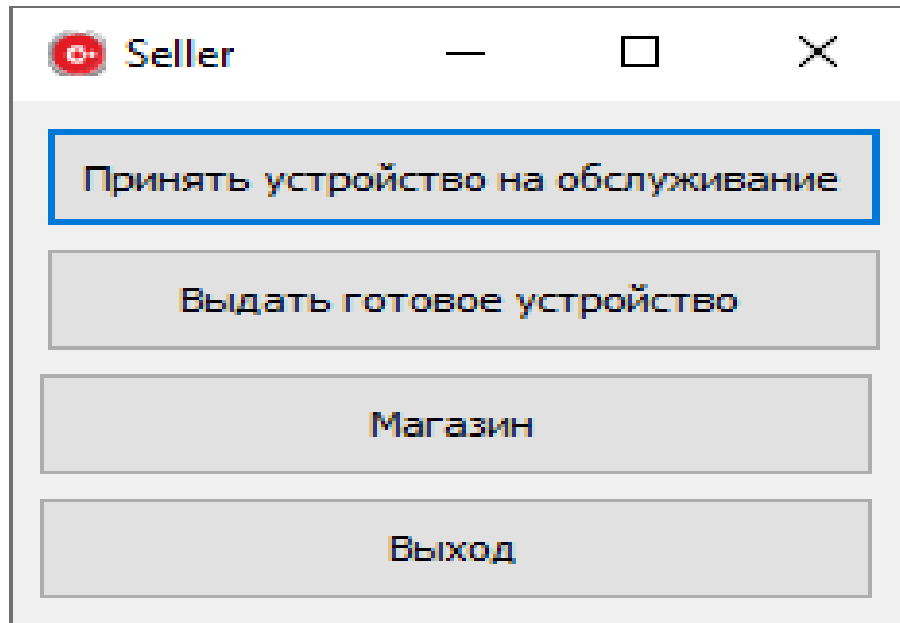 Seller
Принять устройство на обслуживание
Выдать готовое устройство
Магазин
Выход